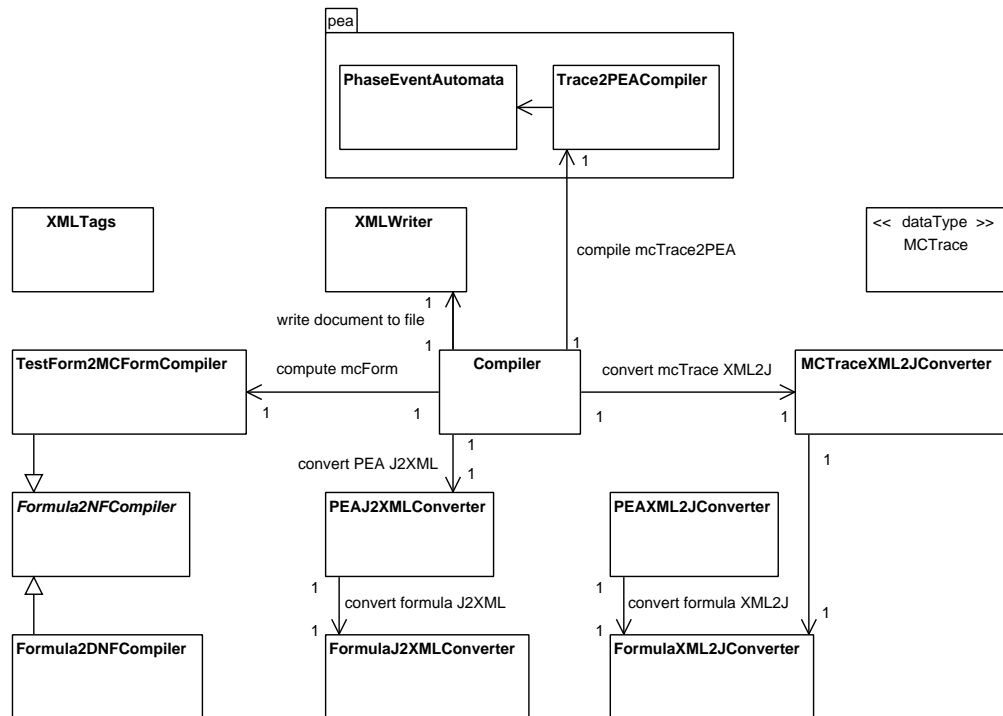 pea
PhaseEventAutomata
Trace2PEACompiler
1
XMLTags
XMLWriter
<< dataType >>
MCTrace
compile mcTrace2PEA
1
write document to file
1
1
TestForm2MCFormCompiler
compute mcForm
Compiler
convert mcTrace XML2J
MCTraceXML2JConverter
1
1
1
1
1
convert PEA J2XML
1
1
Formula2NFCompiler
PEAJ2XMLConverter
PEAXML2JConverter
1
1
convert formula J2XML
1
1
convert formula XML2J
1
1
1
Formula2DNFCompiler
FormulaJ2XMLConverter
FormulaXML2JConverter